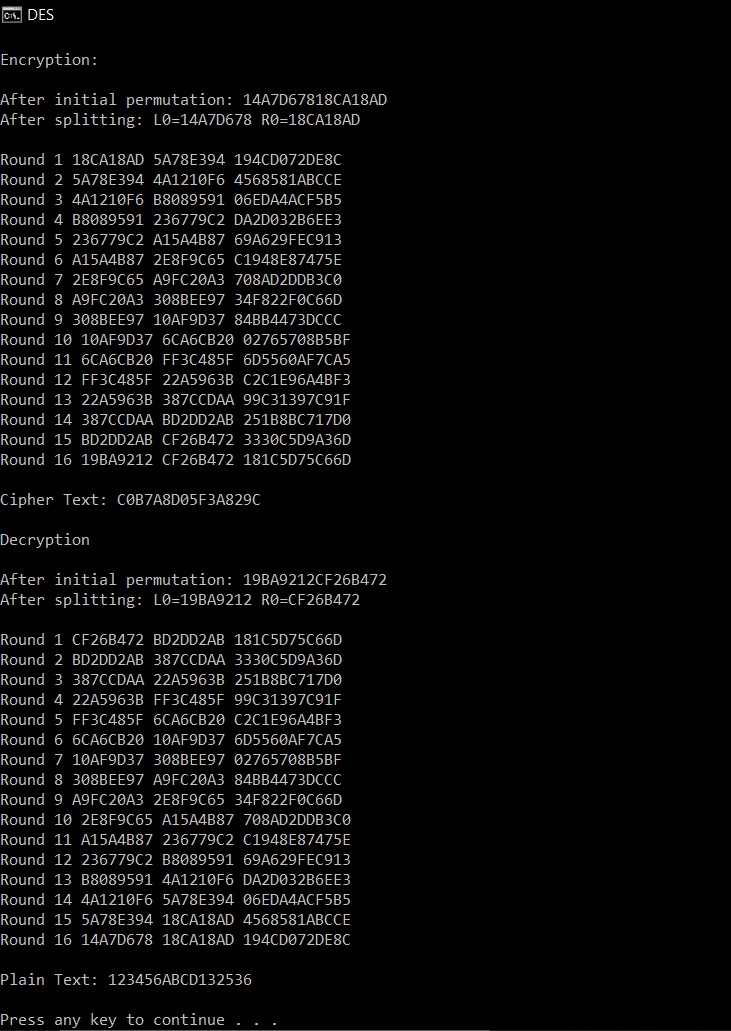 DES
Encryption:
After initial permutation: 14A7D67818CA18AD
After splitting: L0=14A7D678 R0=18CA18AD
Round 1 18CA18AD 5A78E394 194CD072DE8C
Round 2 5A78E394 4A1210F6 4568581ABCCE
Round 3 4A1210F6 B8089591 06EDA4ACF5B5
Round 4 B8089591 236779C2 DA2D032B6EE3
Round 5 236779C2 A15A4B87 69A629FEC913
Round 6 A15A4B87 2E8F9C65 C1948E87475E
Round 7 2E8F9C65 A9FC20A3 708AD2DDB3C0
Round 8 A9FC20A3 308BEE97 34F822F0C66D
Round 9 308BEE97 10AF9D37 84BB4473DCCC
Round 10 10AF9D37 6CA6CB20 02765708B5BF
Round 11 6CA6CB20 FF3C485F 6D5560AF7CA5
Round 12 FF3C485F 22A5963B C2C1E96A4BF3
Round 13 22A5963B 387CCDAA 99C31397C91F
Round 14 387CCDAA BD2DD2AB 251B8BC717D0
Round 15 BD2DD2AB CF26B472 3330C5D9A36D
Round 16 19BA9212 CF26B472 181C5D75C66D
Cipher Text: C0B7A8D05F3A829C
Decryption
After initial permutation: 19BA9212CF26B472
After splitting: L0=19BA9212 R0=CF26B472
Round 1 CF26B472 BD2DD2AB 181C5D75C66D
Round 2 BD2DD2AB 387CCDAA 3330C5D9A36D
Round 3 387CCDAA 22A5963B 251B8BC717D0
Round 4 22A5963B FF3C485F 99C31397C91F
Round 5 FF3C485F 6CA6CB20 C2C1E96A4BF3
Round 6 6CA6CB20 10AF9D37 6D5560AF7CA5
Round 7 10AF9D37 308BEE97 02765708B5BF
Round 8 308BEE97 A9FC20A3 84BB4473DCCC
Round 9 A9FC20A3 2E8F9C65 34F822F0C66D
Round 10 2E8F9C65 A15A4B87 708AD2DDB3C0
Round 11 A15A4B87 236779C2 C1948E87475E
Round 12 236779C2 B8089591 69A629FEC913
Round 13 B8089591 4A1210F6 DA2D032B6EE3
Round 14 4A1210F6 5A78E394 06EDA4ACF5B5
Round 15 5A78E394 18CA18AD 4568581ABCCE
Round 16 14A7D678 18CA18AD 194CD072DE8C
Plain Text: 123456ABCD132536
Press any key to continue . . .